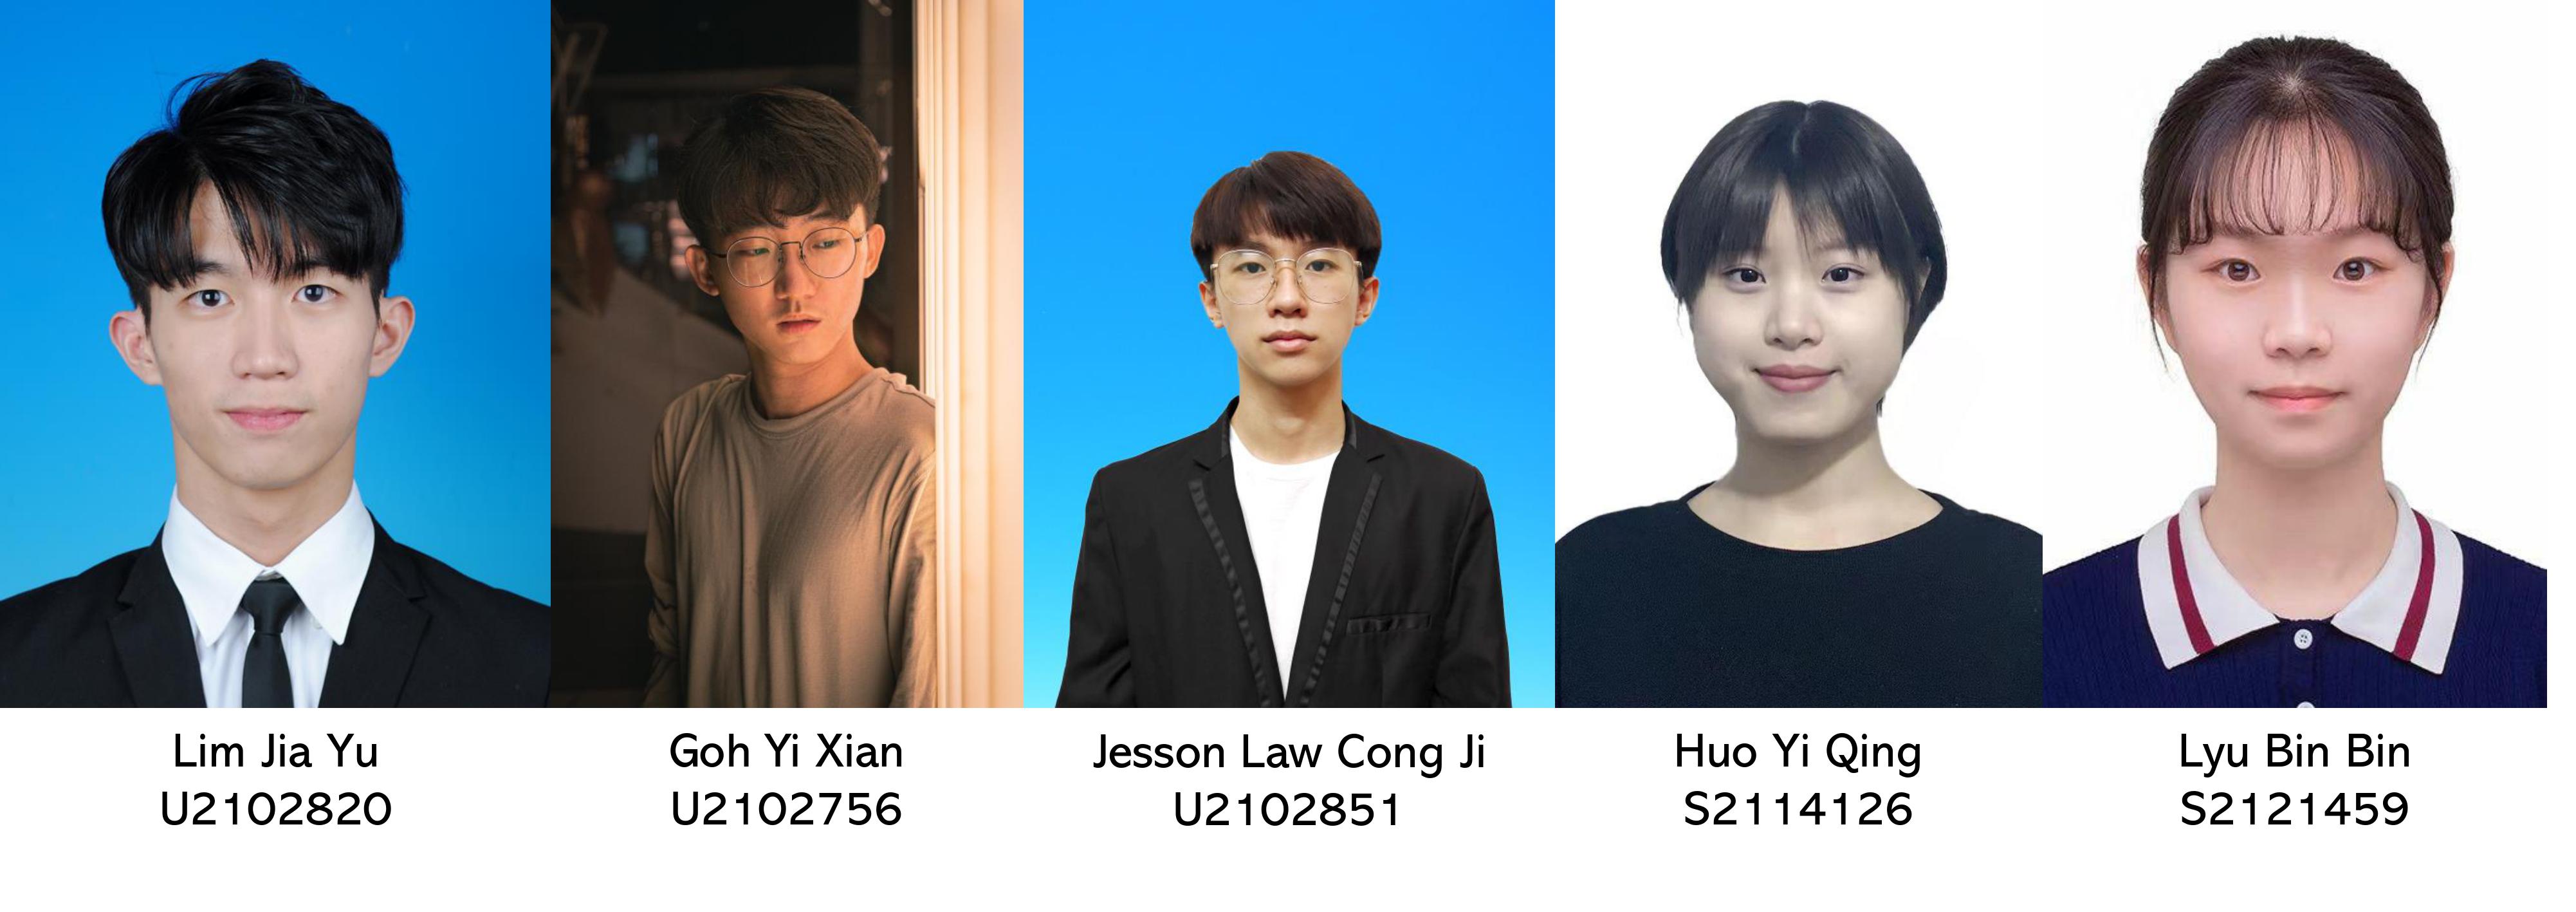 Lim Jia Yu
U2102820
Goh Yi Xian
U2102756
Jesson Law Cong Ji
U2102851
Huo Yi Qing
S2114126
Lyu Bin Bin
S2121459